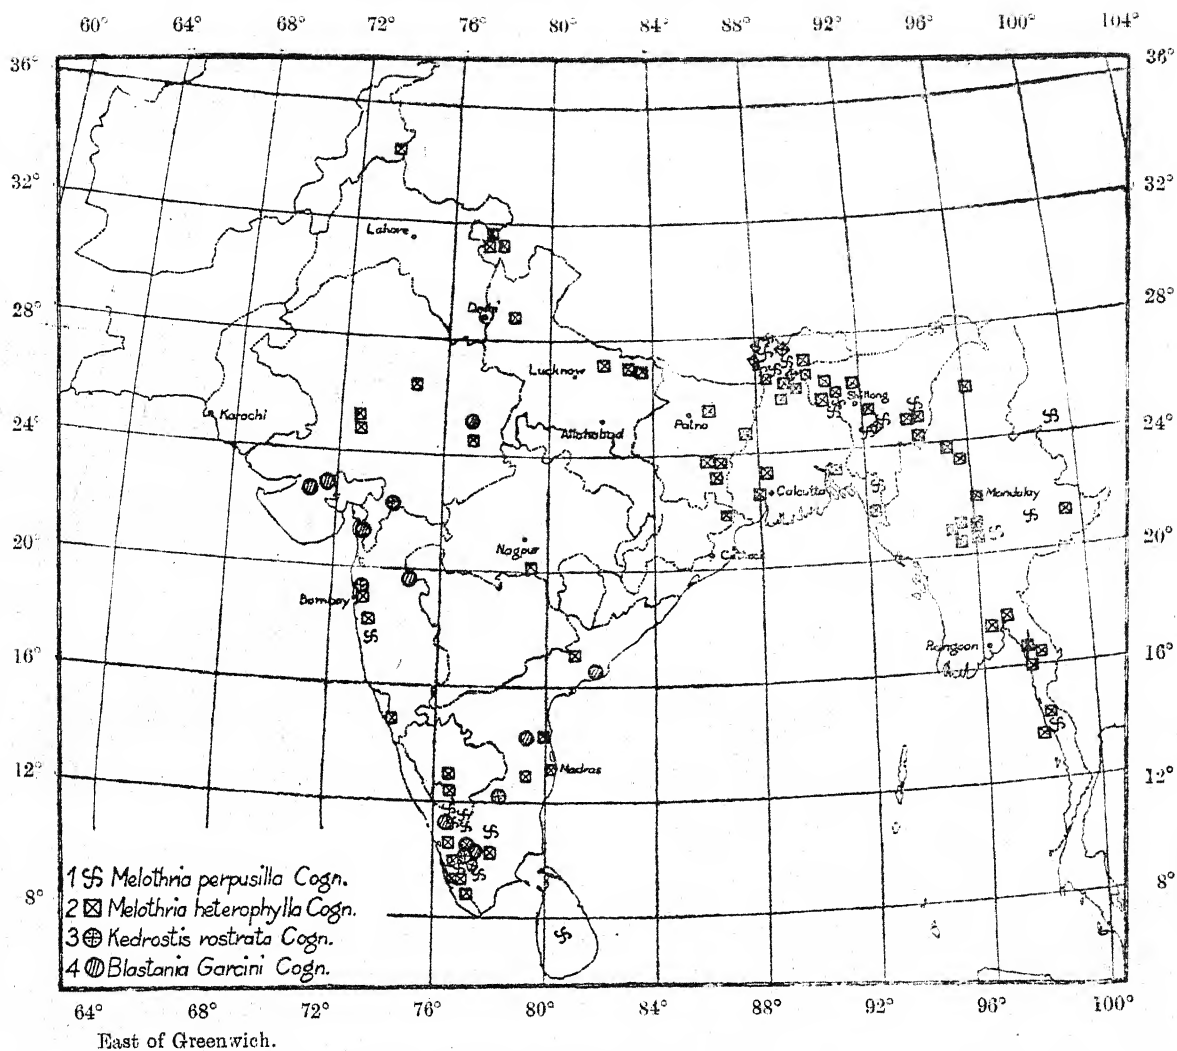 60° 64° 68° 72° 76° 80° 84° 88° 92° 96° 100° 104°
36° 36°
32° 32°
Lahore
28° 28°
Delhi
Lucknow
Shillong
Karachi 24° Allahabad Patna 24°
Calcutta Mandalay
20° Nagpur Cuttack 20°
Bombay
Rangoon
16° 16°
Madras
12° 12°
1 卐 Melothria perpusilla Cogn.
8° 2 Melothria heterophylla Cogn. 8°
3 Kedrostis rostrata Cogn.
4 Blastania Garcini Cogn.
64° 68° 72° 76° 80° 84° 88° 92° 96° 100°
East of Greenwich.